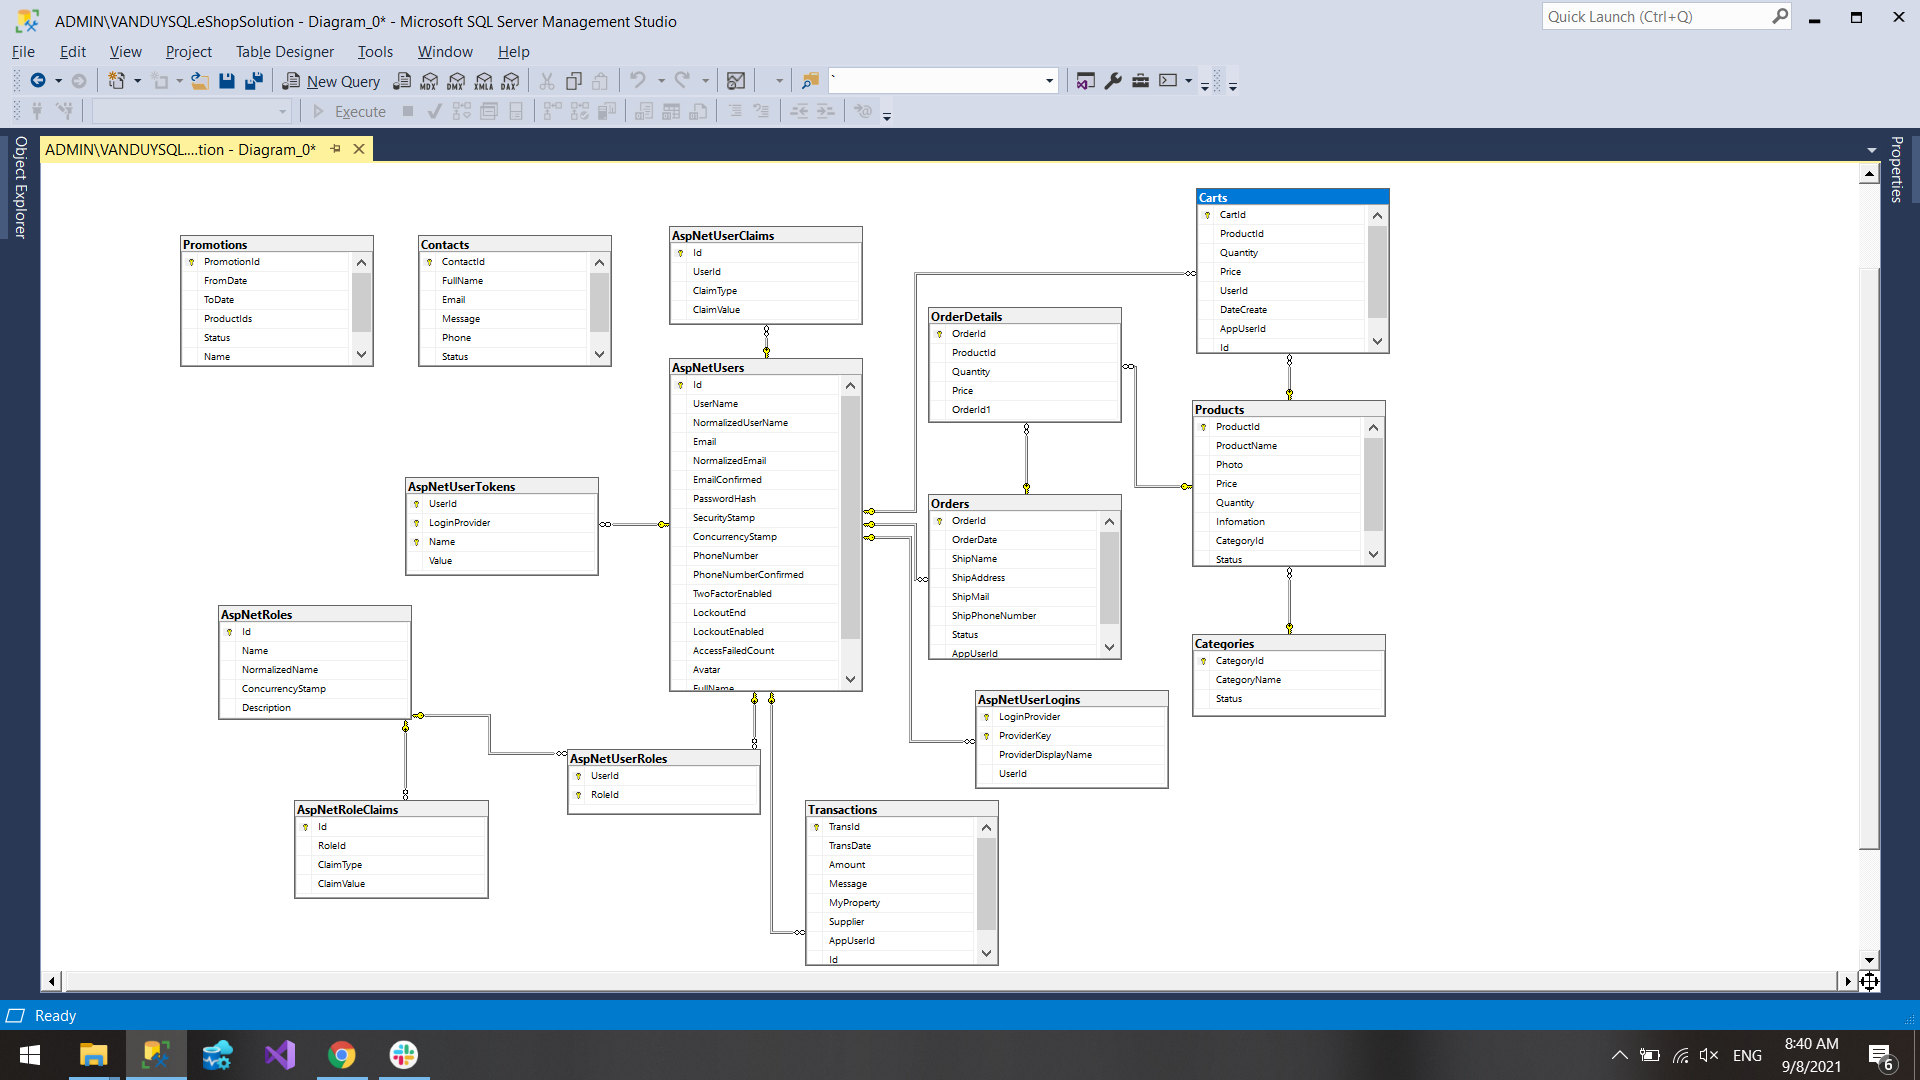 ADMIN\VANDUYSQL.eShopSolution - Diagram_0* - Microsoft SQL Server Management Studio
Quick Launch (Ctrl+Q)
File Edit View Project Table Designer Tools Window Help
New Query
MDX DMX XMLA DAX
Execute
Object Explorer
ADMIN\VANDUYSQL....tion - Diagram_0*
Properties
Promotions
PromotionId
FromDate
ToDate
ProductIds
Status
Name
Contacts
ContactId
FullName
Email
Message
Phone
Status
AspNetUserClaims
Id
UserId
ClaimType
ClaimValue
Carts
CartId
ProductId
Quantity
Price
UserId
DateCreate
AppUserId
Id
OrderDetails
OrderId
ProductId
Quantity
Price
OrderId1
AspNetUsers
Id
UserName
NormalizedUserName
Email
NormalizedEmail
EmailConfirmed
PasswordHash
SecurityStamp
ConcurrencyStamp
PhoneNumber
PhoneNumberConfirmed
TwoFactorEnabled
LockoutEnd
LockoutEnabled
AccessFailedCount
Avatar
FullName
Products
ProductId
ProductName
Photo
Price
Quantity
Infomation
CategoryId
Status
AspNetUserTokens
UserId
LoginProvider
Name
Value
Orders
OrderId
OrderDate
ShipName
ShipAddress
ShipMail
ShipPhoneNumber
Status
AppUserId
AspNetRoles
Id
Name
NormalizedName
ConcurrencyStamp
Description
Categories
CategoryId
CategoryName
Status
AspNetUserLogins
LoginProvider
ProviderKey
ProviderDisplayName
UserId
AspNetUserRoles
UserId
RoleId
AspNetRoleClaims
Id
RoleId
ClaimType
ClaimValue
Transactions
TransId
TransDate
Amount
Message
MyProperty
Supplier
AppUserId
Id
Ready
ENG
8:40 AM
9/8/2021
6